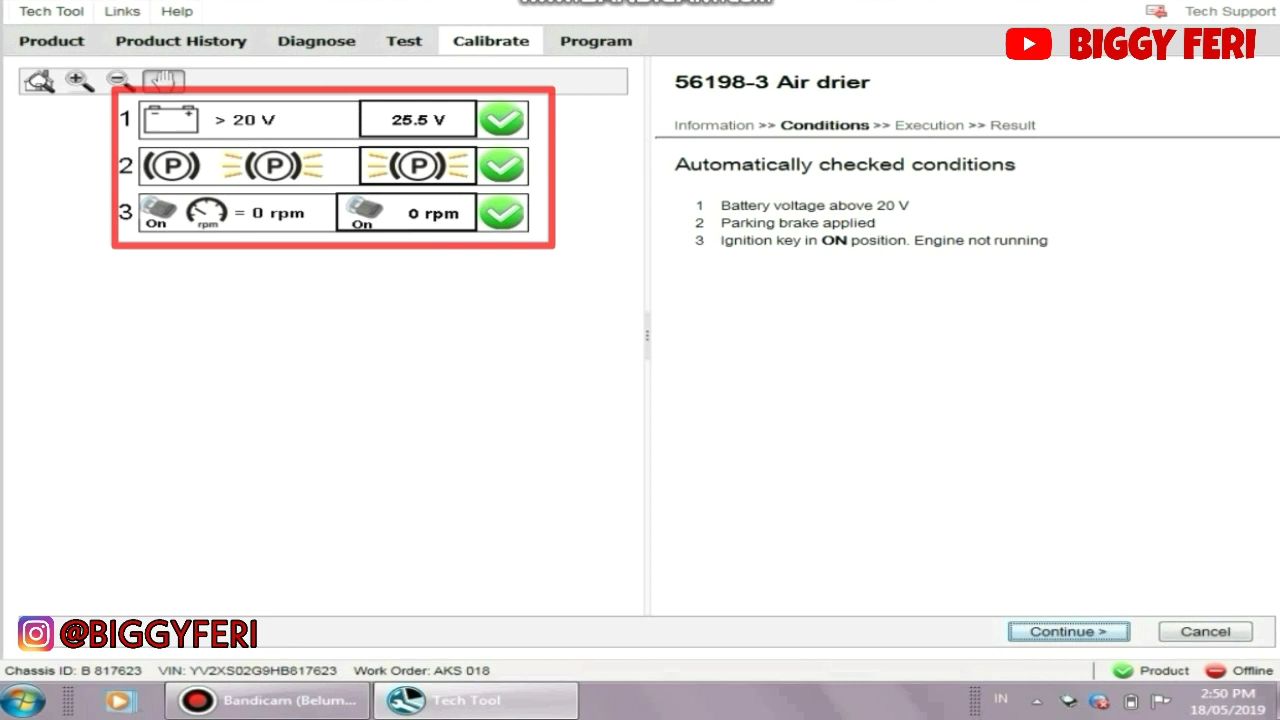 Tech Tool Links Help Tech Support
Product Product History Diagnose Test Calibrate Program
BIGGY FERI
1 > 20 V 25.5 V
2 (P) (P) (P)
3 On rpm = 0 rpm On 0 rpm
56198-3 Air drier
Information >> Conditions >> Execution >> Result
Automatically checked conditions
1 Battery voltage above 20 V
2 Parking brake applied
3 Ignition key in ON position. Engine not running
Continue > Cancel
@BIGGYFERI
Chassis ID: B 817623 VIN: YV2XS02G9HB817623 Work Order: AKS 018 Product Offline
Bandicam (Belum... Tech Tool IN 2:50 PM
18/05/2019